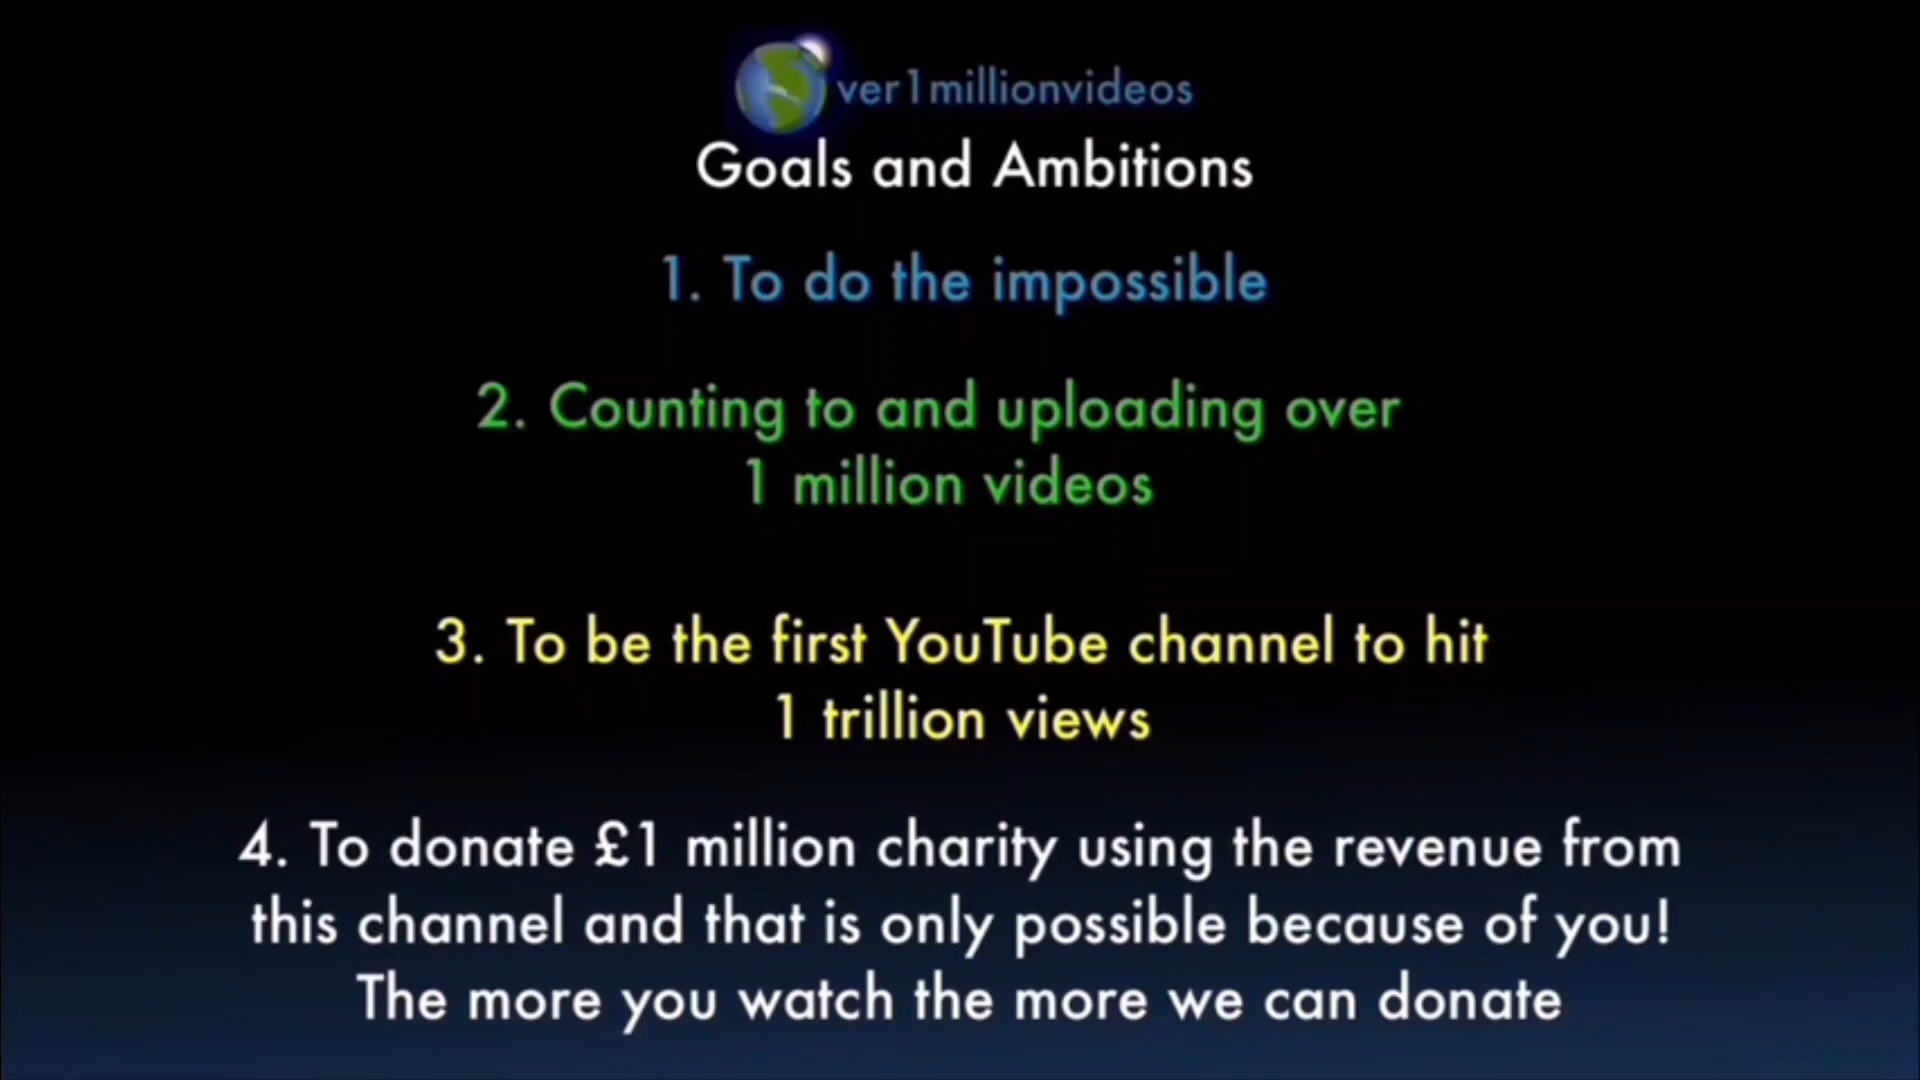 ver1millionvideos
Goals and Ambitions
1. To do the impossible
2. Counting to and uploading over
1 million videos
3. To be the first YouTube channel to hit
1 trillion views
4. To donate £1 million charity using the revenue from
this channel and that is only possible because of you!
The more you watch the more we can donate